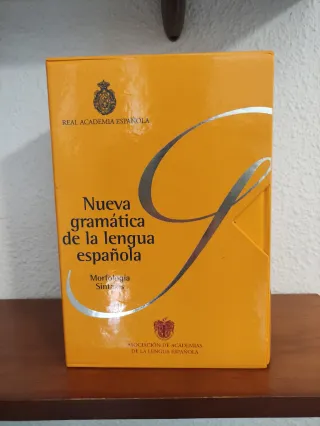 REAL ACADEMIA ESPAÑOLA
Nueva
gramática
de la lengua
española
Morfología
Sintaxis
ASOCIACIÓN DE ACADEMIAS
DE LA LENGUA ESPAÑOLA